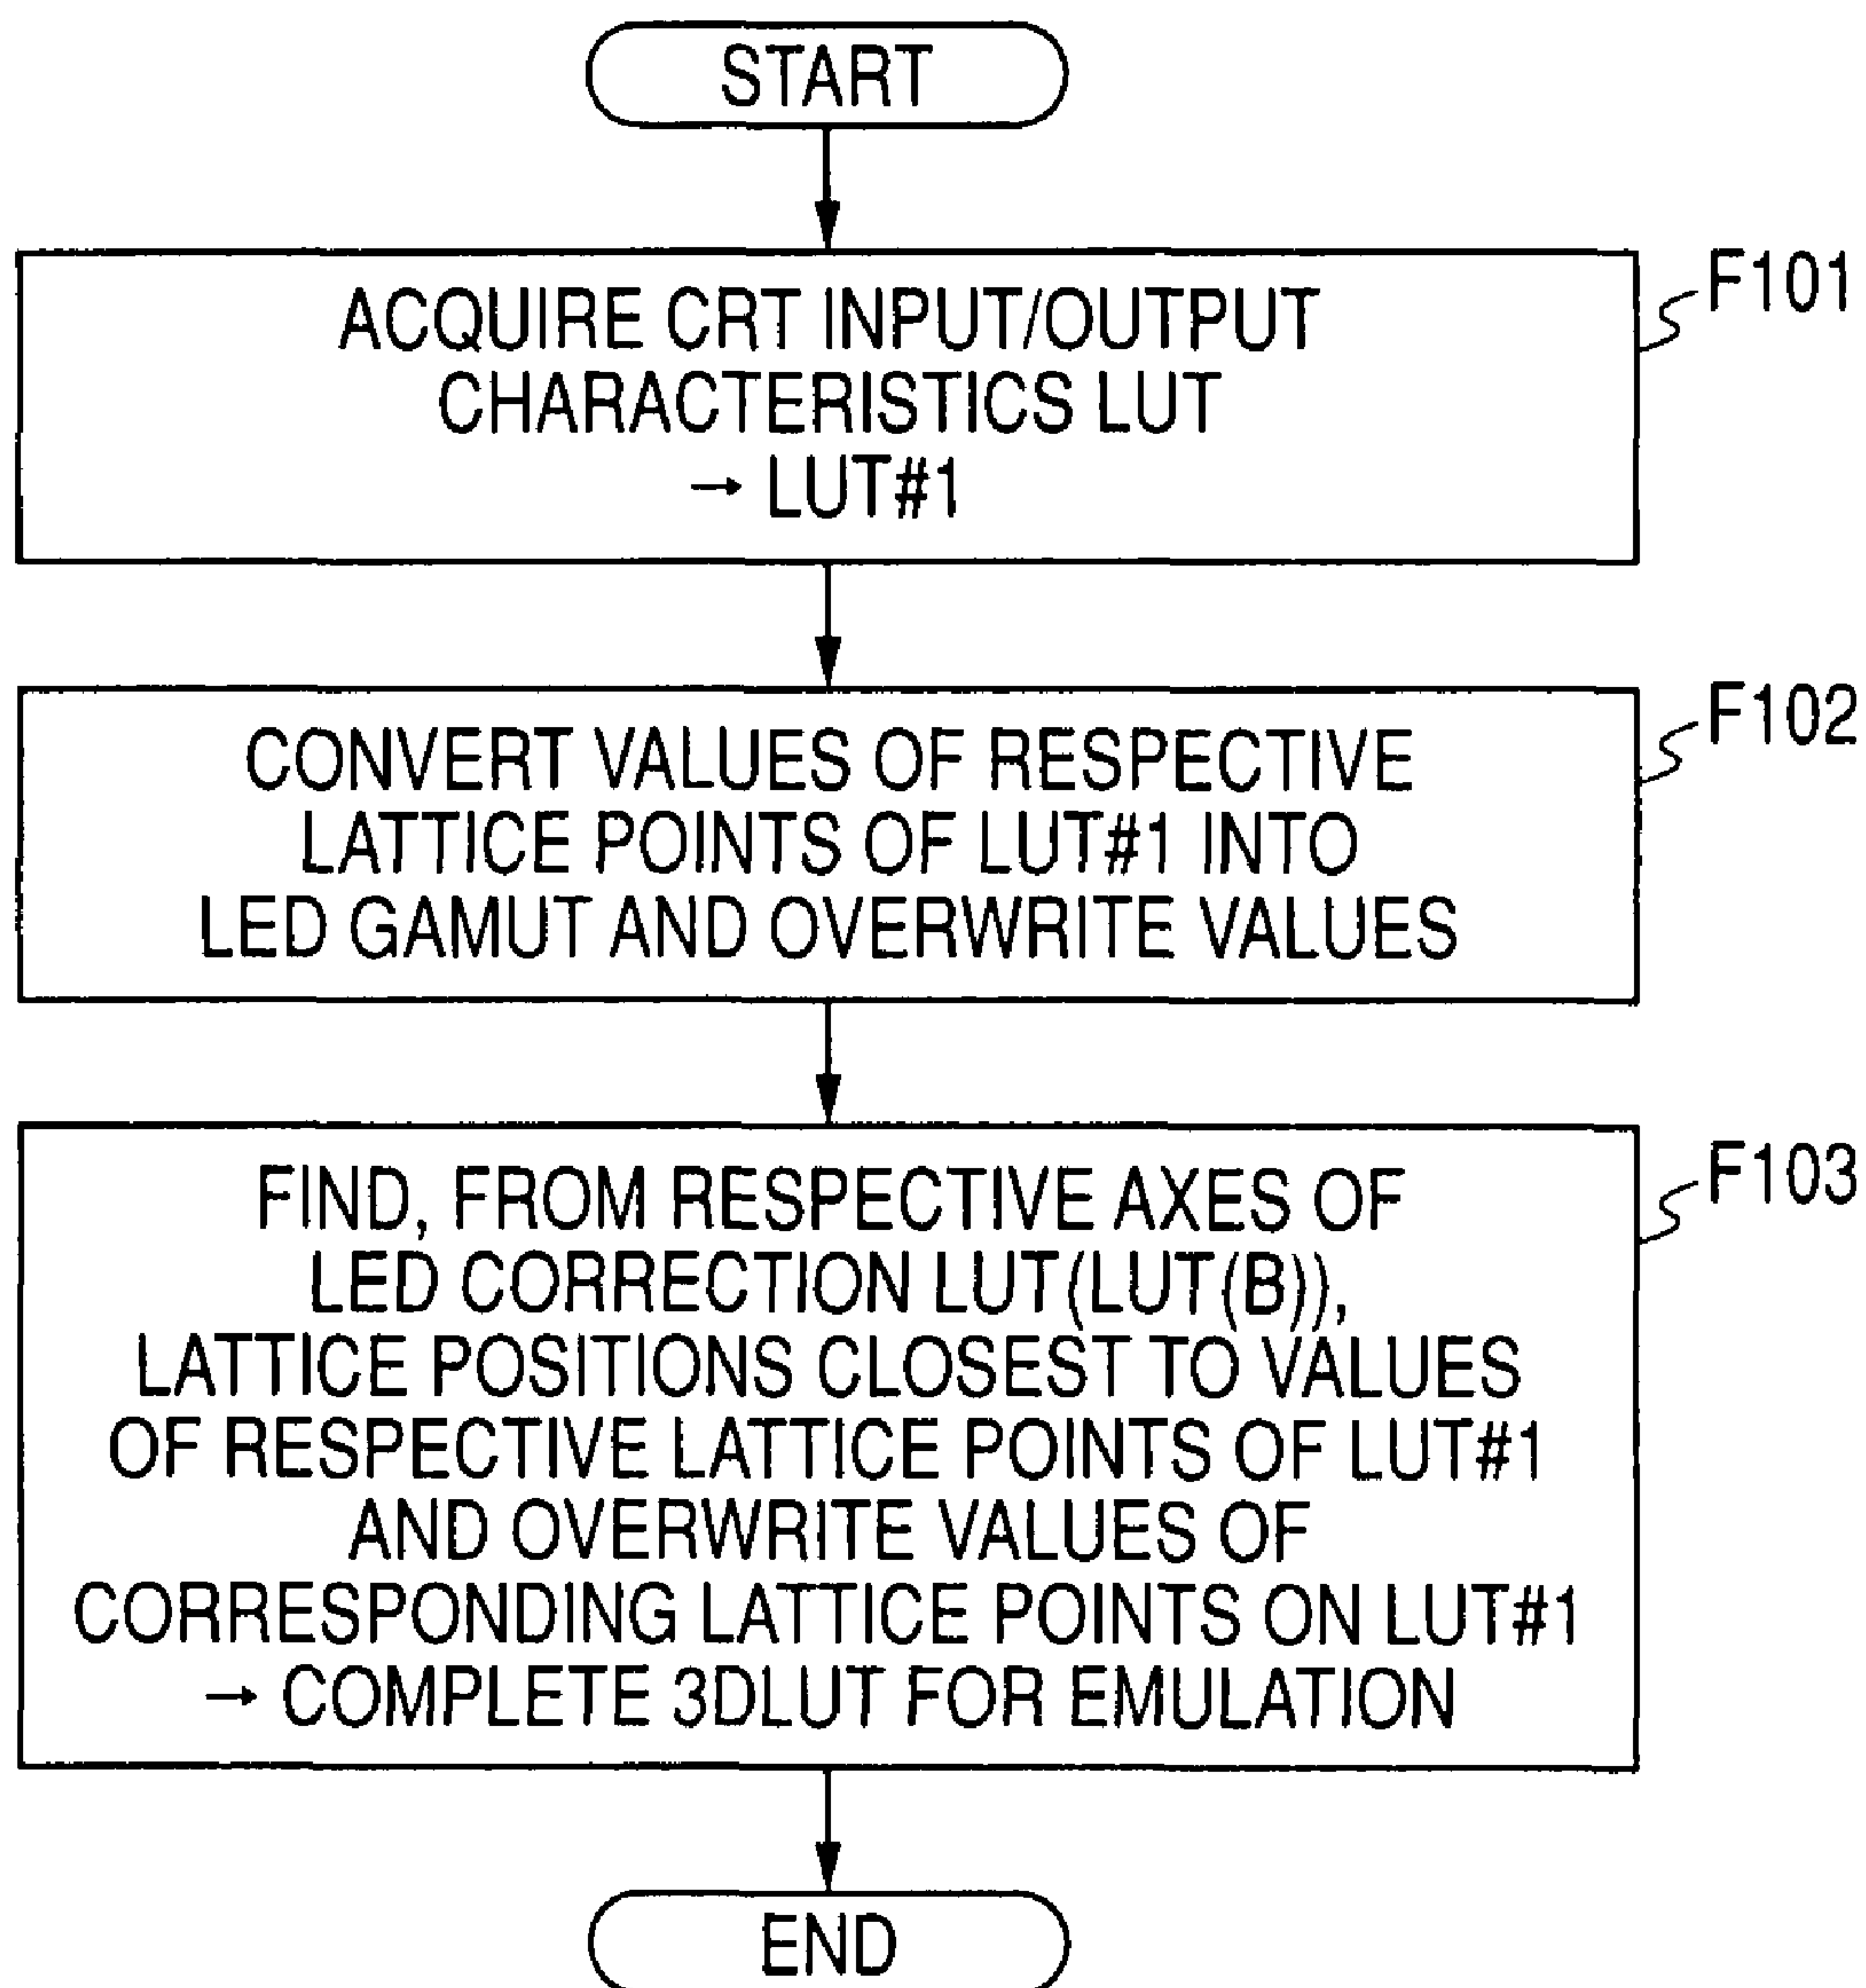 START
ACQUIRE CRT INPUT/OUTPUT
CHARACTERISTICS LUT
→ LUT#1
F101
CONVERT VALUES OF RESPECTIVE
LATTICE POINTS OF LUT#1 INTO
LED GAMUT AND OVERWRITE VALUES
F102
FIND, FROM RESPECTIVE AXES OF
LED CORRECTION LUT(LUT(B)),
LATTICE POSITIONS CLOSEST TO VALUES
OF RESPECTIVE LATTICE POINTS OF LUT#1
AND OVERWRITE VALUES OF
CORRESPONDING LATTICE POINTS ON LUT#1
→ COMPLETE 3DLUT FOR EMULATION
F103
END